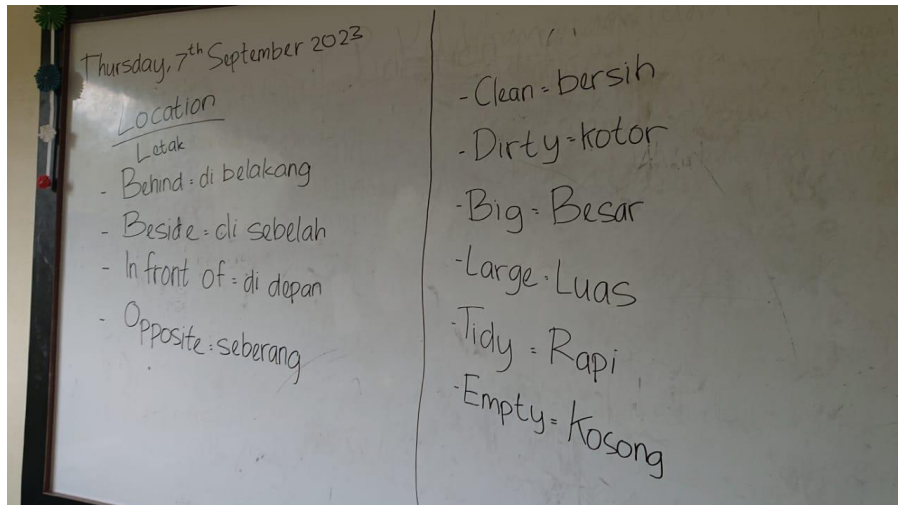 Thursday, 7th September 2023
Location
Letak
- Behind = di belakang
- Beside = di sebelah
- In front of = di depan
- Opposite = seberang
- Clean = bersih
- Dirty = kotor
- Big = Besar
- Large = Luas
- Tidy = Rapi
- Empty = Kosong